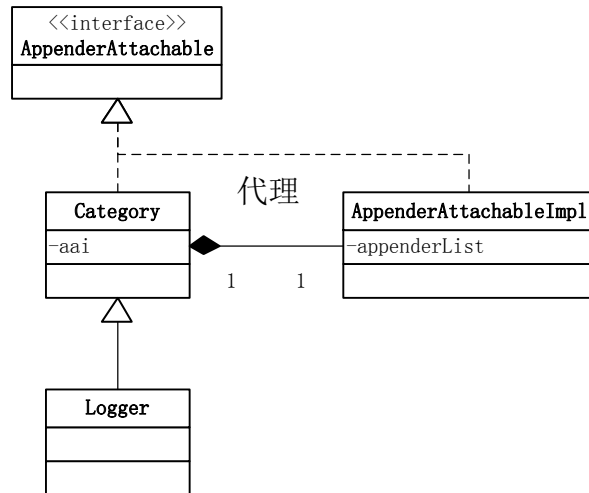 <<interface>>
AppenderAttachable
代理
Category
-aai
AppenderAttachableImpl
-appenderList
1 1
Logger